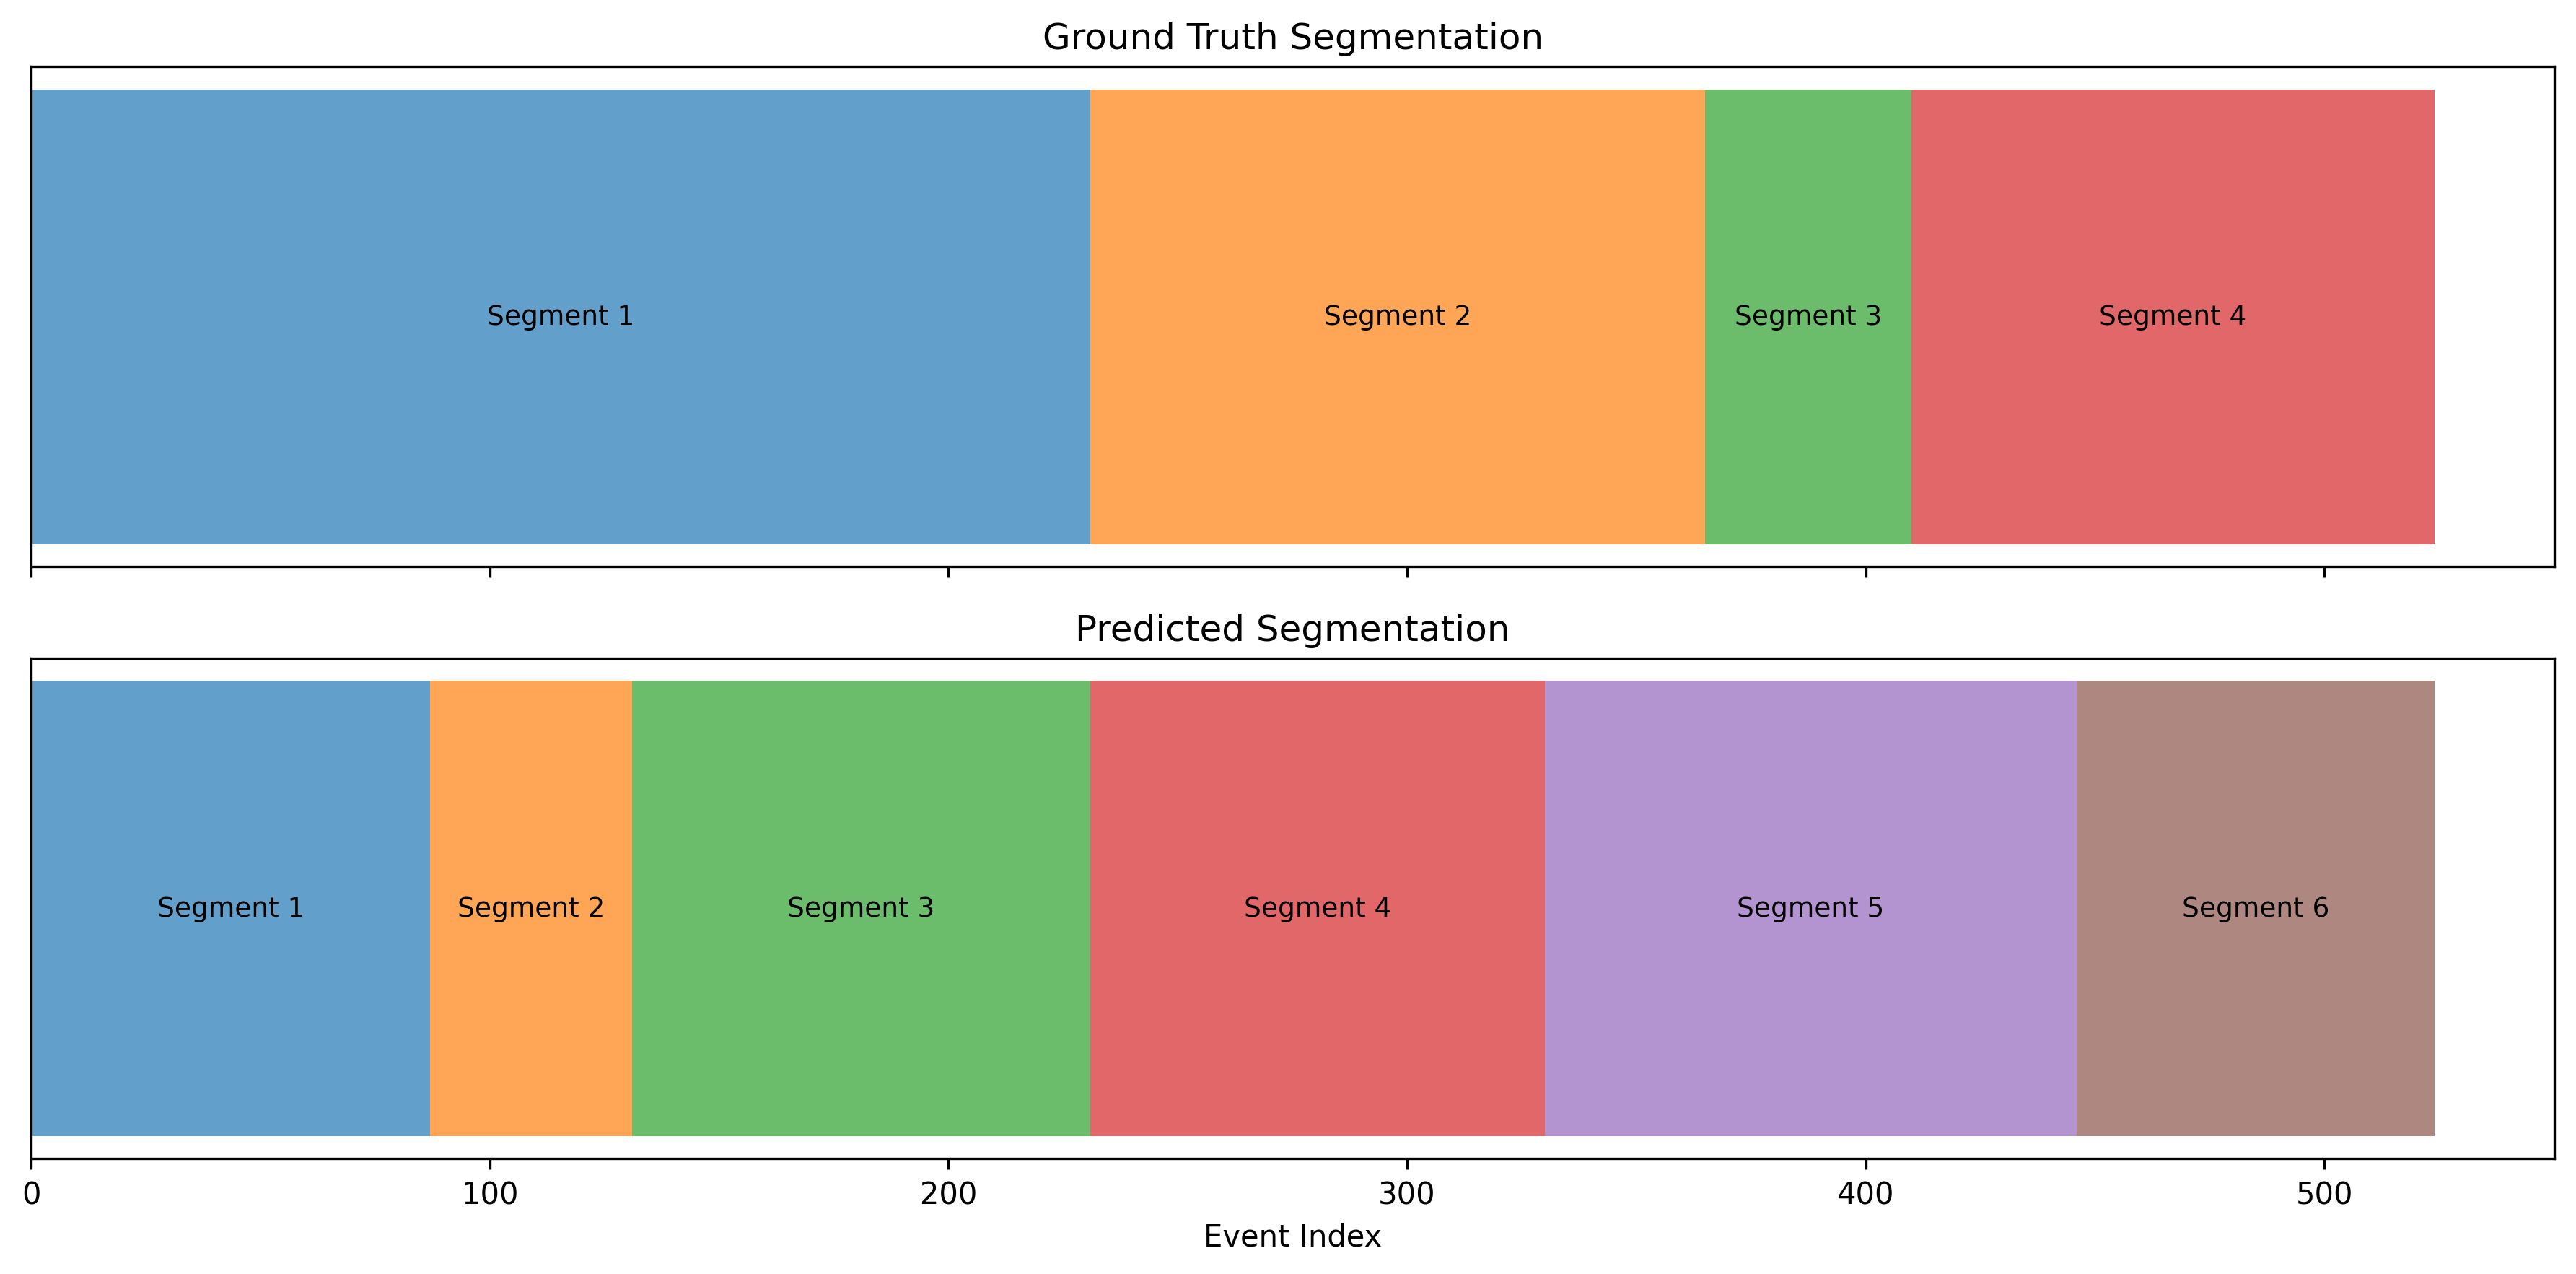 Ground Truth Segmentation
Segment 1 Segment 2 Segment 3 Segment 4
Predicted Segmentation
Segment 1 Segment 2 Segment 3 Segment 4 Segment 5 Segment 6
0 100 200 300 400 500
Event Index